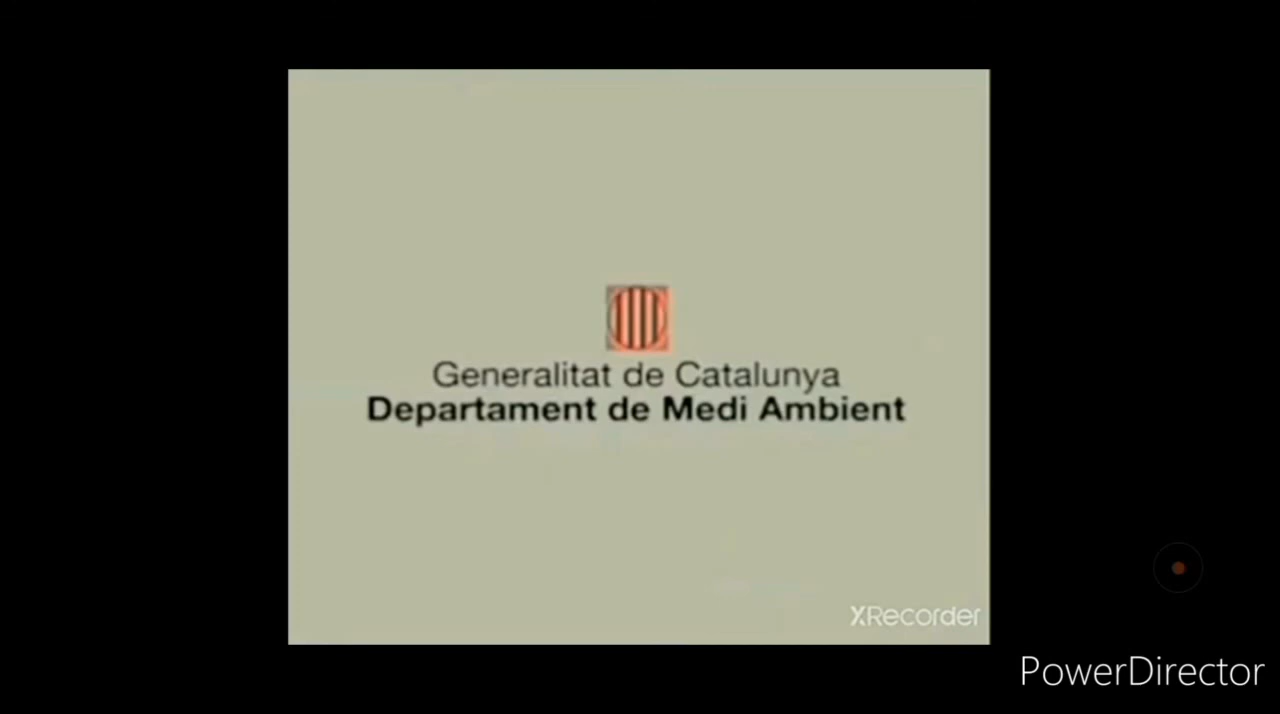 Generalitat de Catalunya
Departament de Medi Ambient
XRecorder
PowerDirector